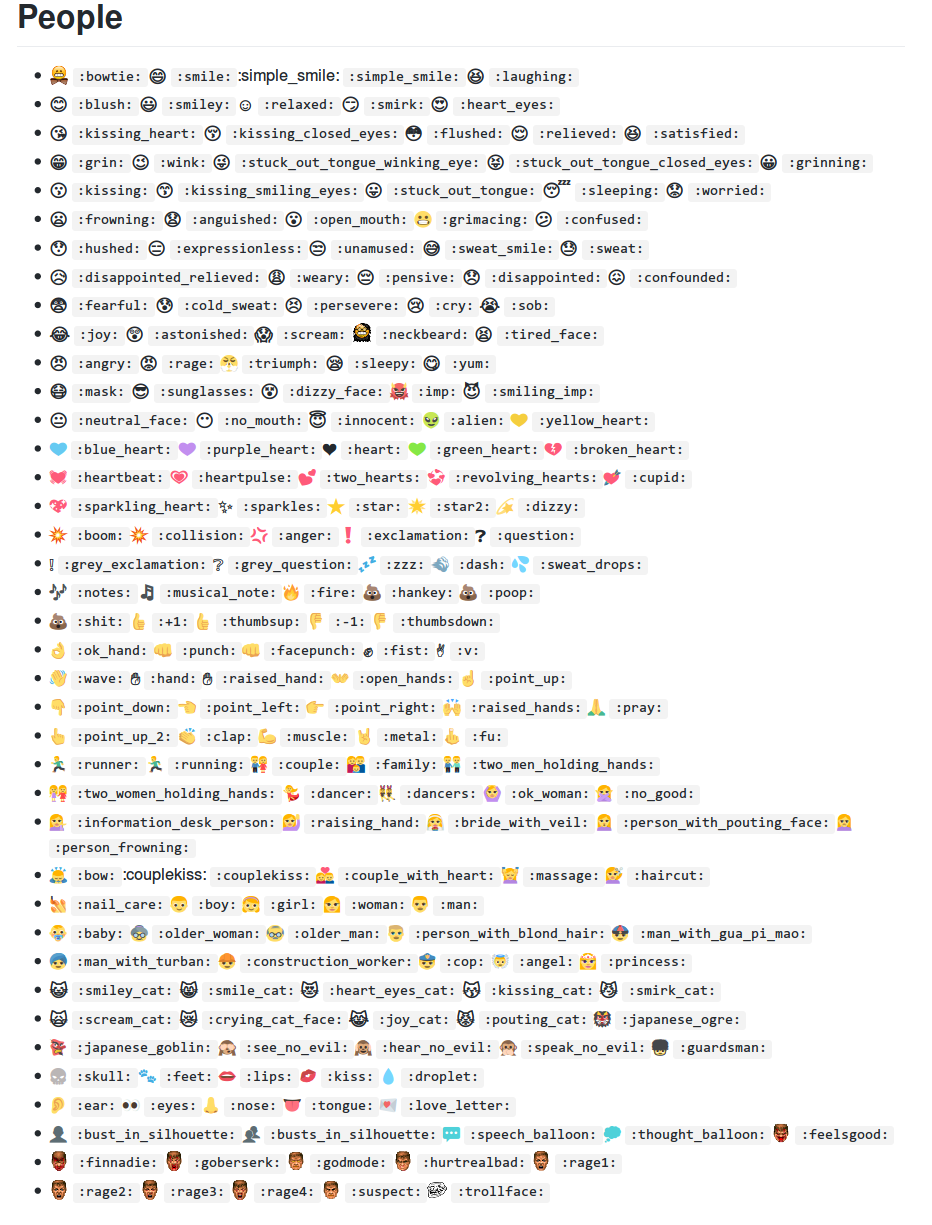 People
:bowtie: :smile: :simple_smile: :simple_smile: :laughing:
:blush: :smiley: :relaxed: :smirk: :heart_eyes:
:kissing_heart: :kissing_closed_eyes: :flushed: :relieved: :satisfied:
:grin: :wink: :stuck_out_tongue_winking_eye: :stuck_out_tongue_closed_eyes: :grinning:
:kissing: :kissing_smiling_eyes: :stuck_out_tongue: :sleeping: :worried:
:frowning: :anguished: :open_mouth: :grimacing: :confused:
:hushed: :expressionless: :unamused: :sweat_smile: :sweat:
:disappointed_relieved: :weary: :pensive: :disappointed: :confounded:
:fearful: :cold_sweat: :persevere: :cry: :sob:
:joy: :astonished: :scream: :neckbeard: :tired_face:
:angry: :rage: :triumph: :sleepy: :yum:
:mask: :sunglasses: :dizzy_face: :imp: :smiling_imp:
:neutral_face: :no_mouth: :innocent: :alien: :yellow_heart:
:blue_heart: :purple_heart: :heart: :green_heart: :broken_heart:
:heartbeat: :heartpulse: :two_hearts: :revolving_hearts: :cupid:
:sparkling_heart: :sparkles: :star: :star2: :dizzy:
:boom: :collision: :anger: :exclamation: :question:
:grey_exclamation: :grey_question: :zzz: :dash: :sweat_drops:
:notes: :musical_note: :fire: :hankey: :poop:
:shit: :+1: :thumbsup: :-1: :thumbsdown:
:ok_hand: :punch: :facepunch: :fist: :v:
:wave: :hand: :raised_hand: :open_hands: :point_up:
:point_down: :point_left: :point_right: :raised_hands: :pray:
:point_up_2: :clap: :muscle: :metal: :fu:
:runner: :running: :couple: :family: :two_men_holding_hands:
:two_women_holding_hands: :dancer: :dancers: :ok_woman: :no_good:
:information_desk_person: :raising_hand: :bride_with_veil: :person_with_pouting_face:
:person_frowning:
:bow: :couplekiss: :couplekiss: :couple_with_heart: :massage: :haircut:
:nail_care: :boy: :girl: :woman: :man:
:baby: :older_woman: :older_man: :person_with_blond_hair: :man_with_gua_pi_mao:
:man_with_turban: :construction_worker: :cop: :angel: :princess:
:smiley_cat: :smile_cat: :heart_eyes_cat: :kissing_cat: :smirk_cat:
:scream_cat: :crying_cat_face: :joy_cat: :pouting_cat: :japanese_ogre:
:japanese_goblin: :see_no_evil: :hear_no_evil: :speak_no_evil: :guardsman:
:skull: :feet: :lips: :kiss: :droplet:
:ear: :eyes: :nose: :tongue: :love_letter:
:bust_in_silhouette: :busts_in_silhouette: :speech_balloon: :thought_balloon: :feelsgood:
:finnadie: :goberserk: :godmode: :hurtrealbad: :rage1:
:rage2: :rage3: :rage4: :suspect: :trollface: